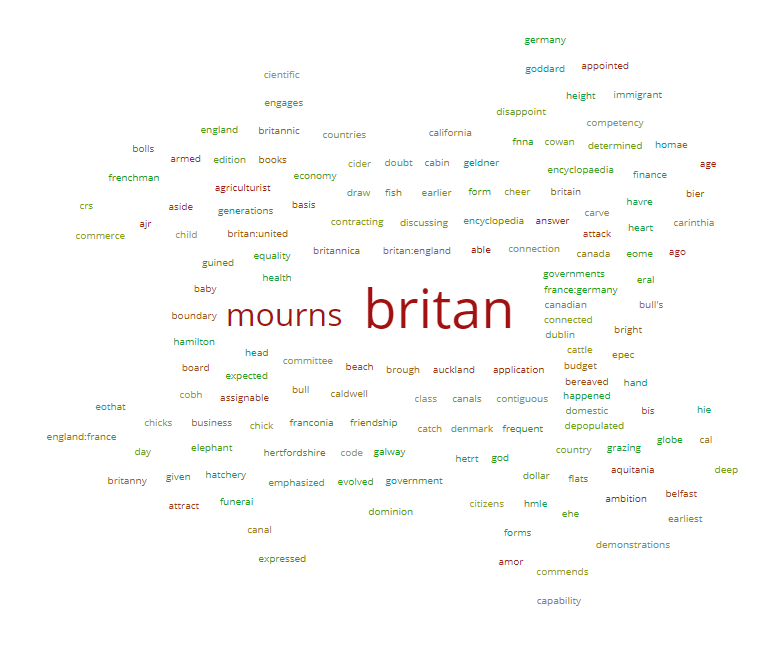 germany
goddard appointed
cientific
height immigrant
engages
disappoint
competency
england britannic countries california
fnna cowan determined homae
bolls
armed edition books cider doubt cabin geldner age
encyclopaedia finance
frenchman economy
agriculturist draw fish earlier form cheer britain bier
crs aside generations basis havre
carve
ajr contracting discussing encyclopedia answer heart carinthia
commerce child britan:united attack
guined equality britannica britan:england able connection canada eome ago
health governments eral
baby france:germany
mourns britan canadian bull's
boundary connected
dublin bright
hamilton
head cattle epec
board committee beach brough auckland application budget
expected bereaved hand
cobh assignable bull caldwell class canals contiguous happened
eothat domestic bis hie
chicks business chick franconia friendship catch denmark frequent depopulated
england:france globe cal
day elephant hertfordshire code galway hetrt god country grazing
britanny given hatchery emphasized evolved government dollar flats aquitania deep
attract funerai citizens hmle ambition belfast
dominion ehe earliest
canal forms
expressed demonstrations
amor commends
capability